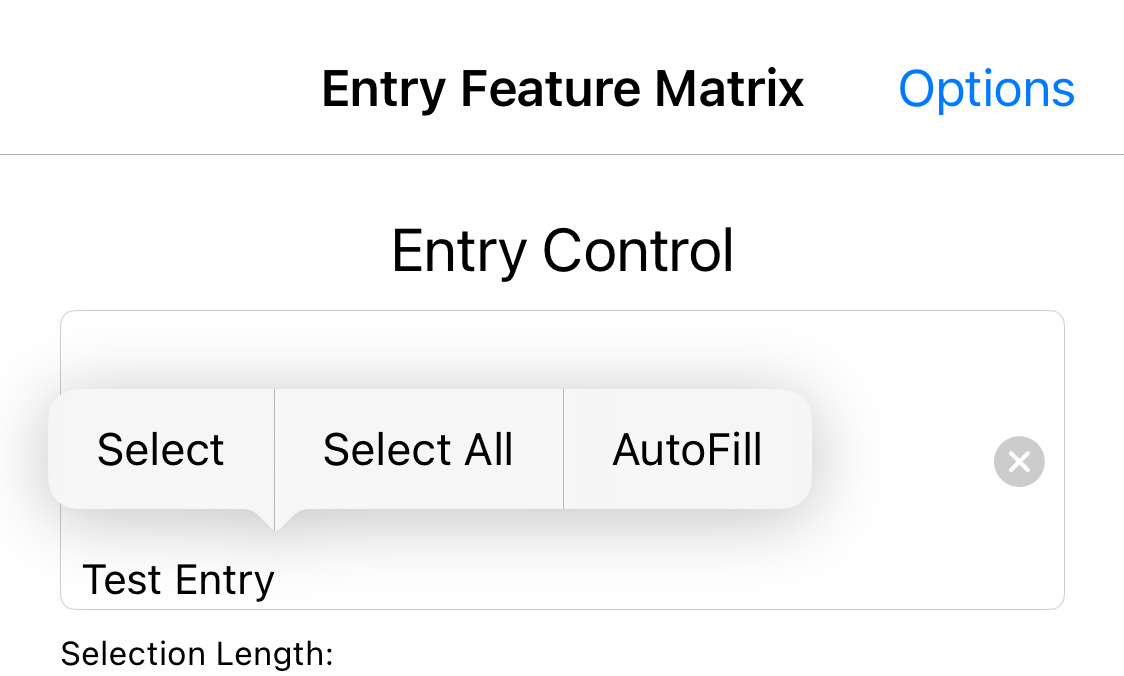 Entry Feature Matrix Options
Entry Control
Select Select All AutoFill
Test Entry
Selection Length: